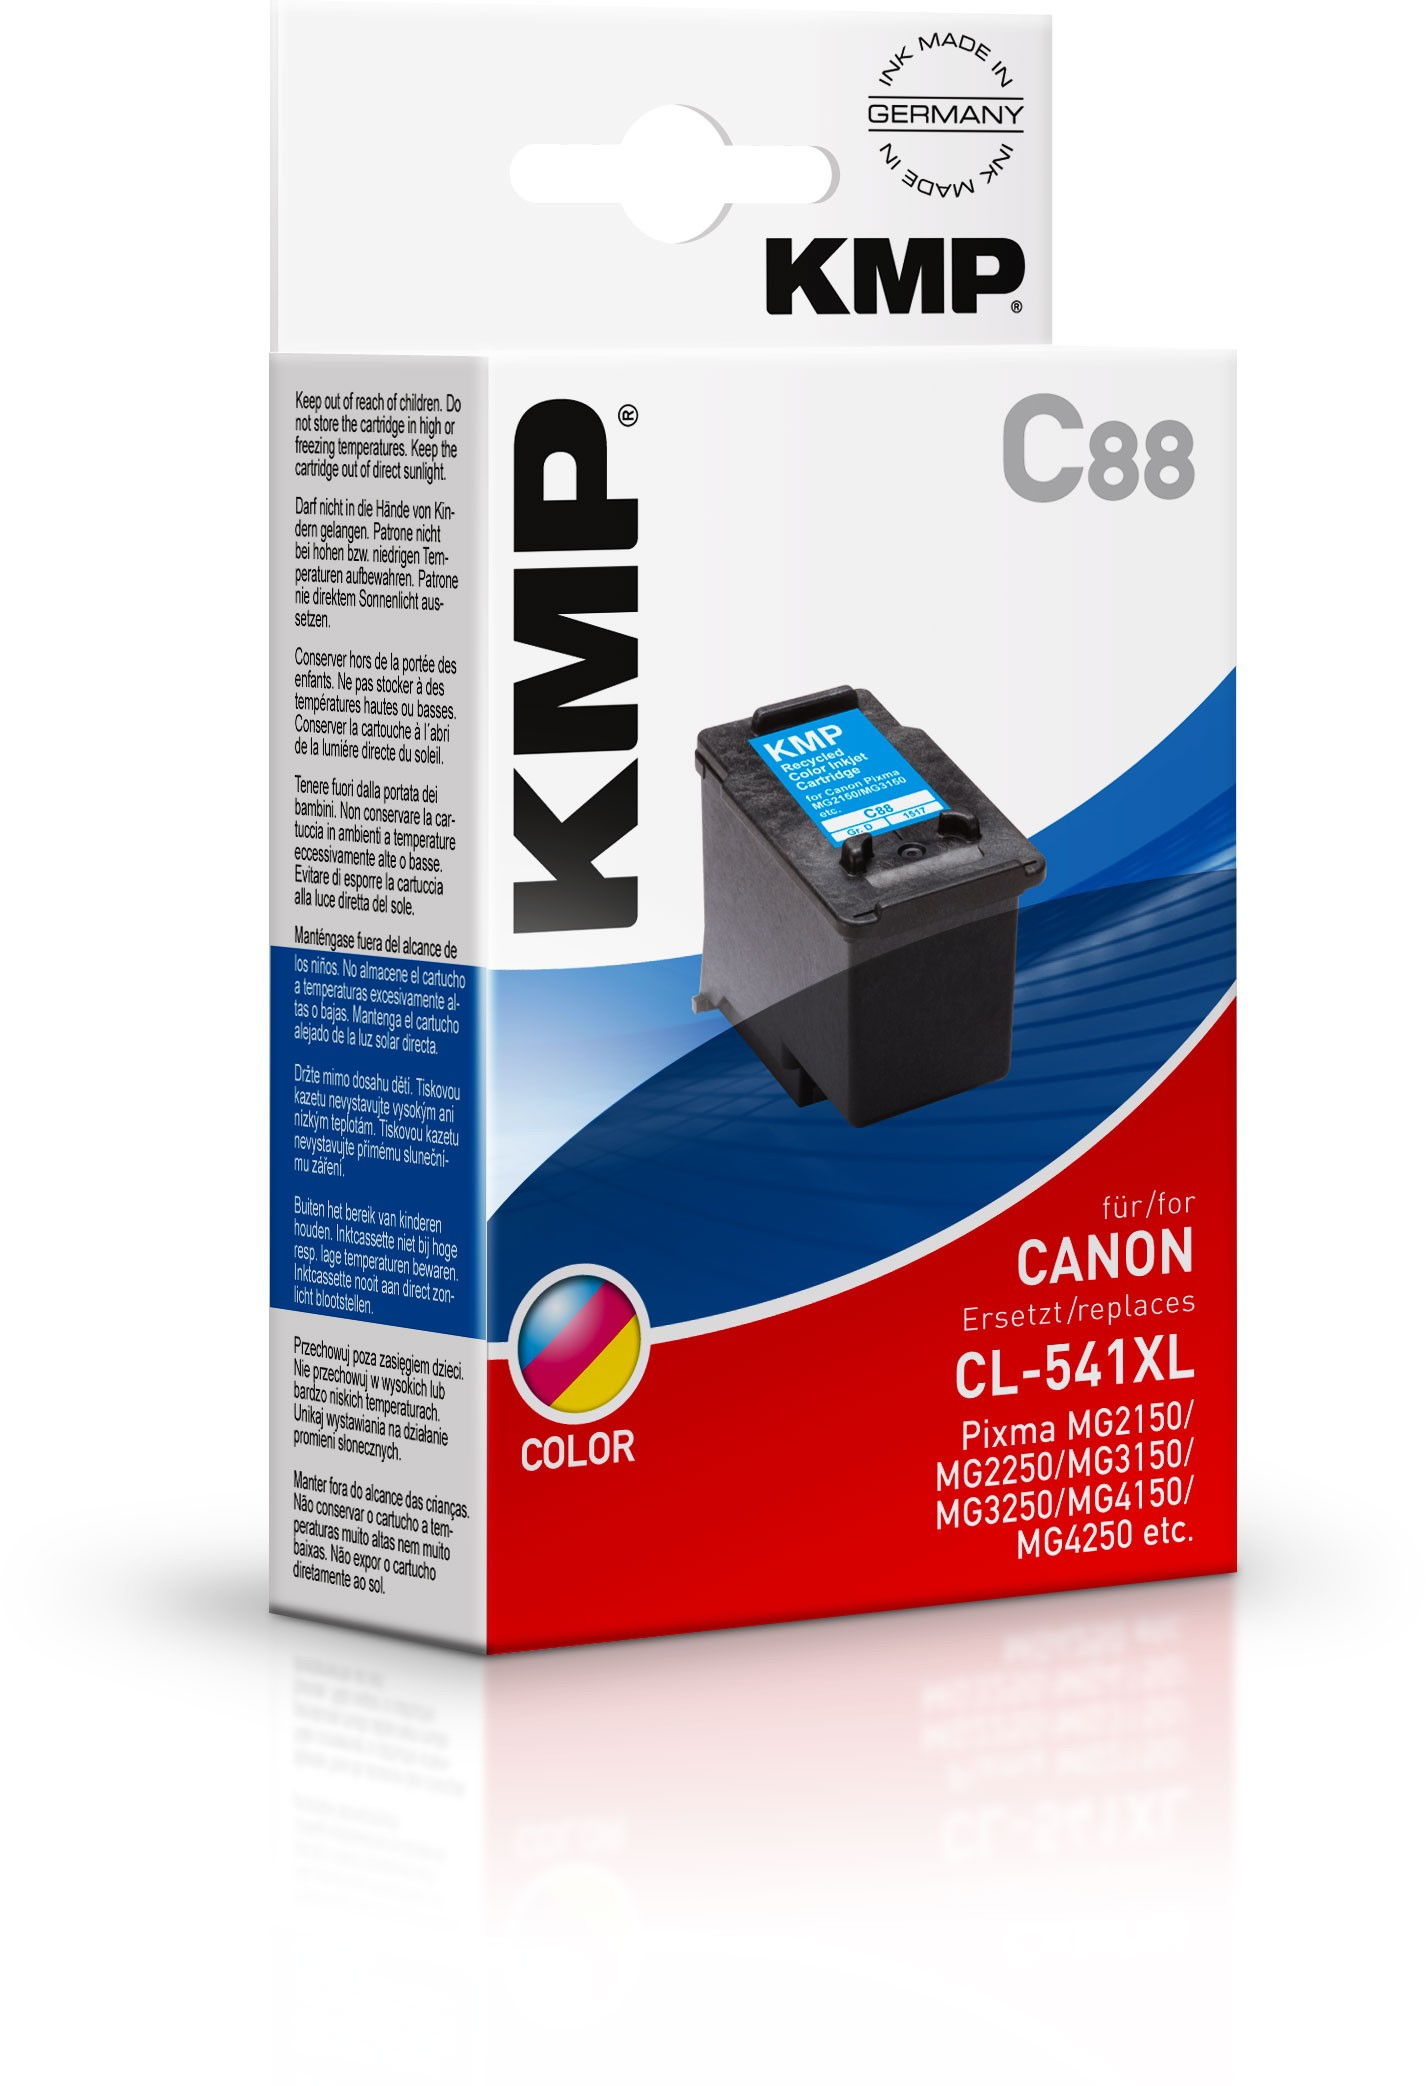 INK MADE IN
GERMANY
INK MADE IN
KMP®
Keep out of reach of children. Do
not store the cartridge in high or
freezing temperatures. Keep the
cartridge out of direct sunlight.
Darf nicht in die Hände von Kin-
dern gelangen. Patrone nicht
bei hohen bzw. niedrigen Tem-
peraturen aufbewahren. Patrone
nie direktem Sonnenlicht aus-
setzen.
Conserver hors de la portée des
enfants. Ne pas stocker à des
températures hautes ou basses.
Conserver la cartouche à l´abri
de la lumiére directe du soleil.
Tenere fuori dalla portata dei
bambini. Non conservare la car-
tuccia in ambienti a temperature
eccessivamente alte o basse.
Evitare di esporre la cartuccia
alla luce diretta del sole.
Manténgase fuera del alcance de
los niños. No almacene el cartucho
a temperaturas excesivamente al-
tas o bajas. Mantenga el cartucho
alejado de la luz solar directa.
Držte mimo dosahu dětí. Tiskovou
kazetu nevystavujte vysokým ani
nízkým teplotám. Tiskovou kazetu
nevystavujte přímému sluneční-
mu záření.
Buiten het bereik van kinderen
houden. Inktcassette niet bij hoge
resp. lage temperaturen bewaren.
Inktcassette nooit aan direct zon-
licht blootstellen.
Przechowuj poza zasięgiem dzieci.
Nie przechowuj w wysokich lub
bardzo niskich temperaturach.
Unikaj wystawiania na działanie
promieni słonecznych.
Manter fora do alcance das crianças.
Não conservar o cartucho a tem-
peraturas muito altas nem muito
baixas. Não expor o cartucho
diretamente ao sol.
KMP®
C88
KMP
Recycled
Color Inkjet
Cartridge
for Canon Pixma
MG2150/MG3150
etc.
C88
Gr. D 1517
COLOR
für/for
CANON
Ersetzt/replaces
CL-541XL
Pixma MG2150/
MG2250/MG3150/
MG3250/MG4150/
MG4250 etc.